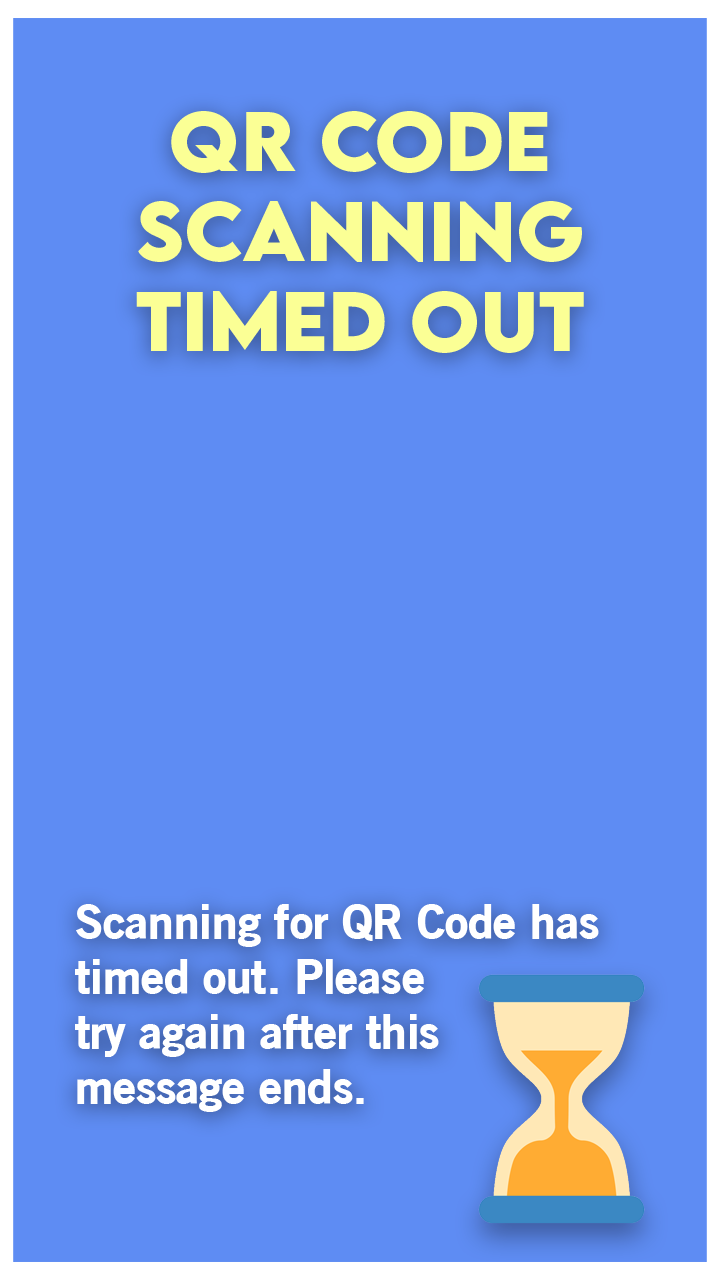 QR CODE
SCANNING
TIMED OUT
Scanning for QR Code has
timed out. Please
try again after this
message ends.